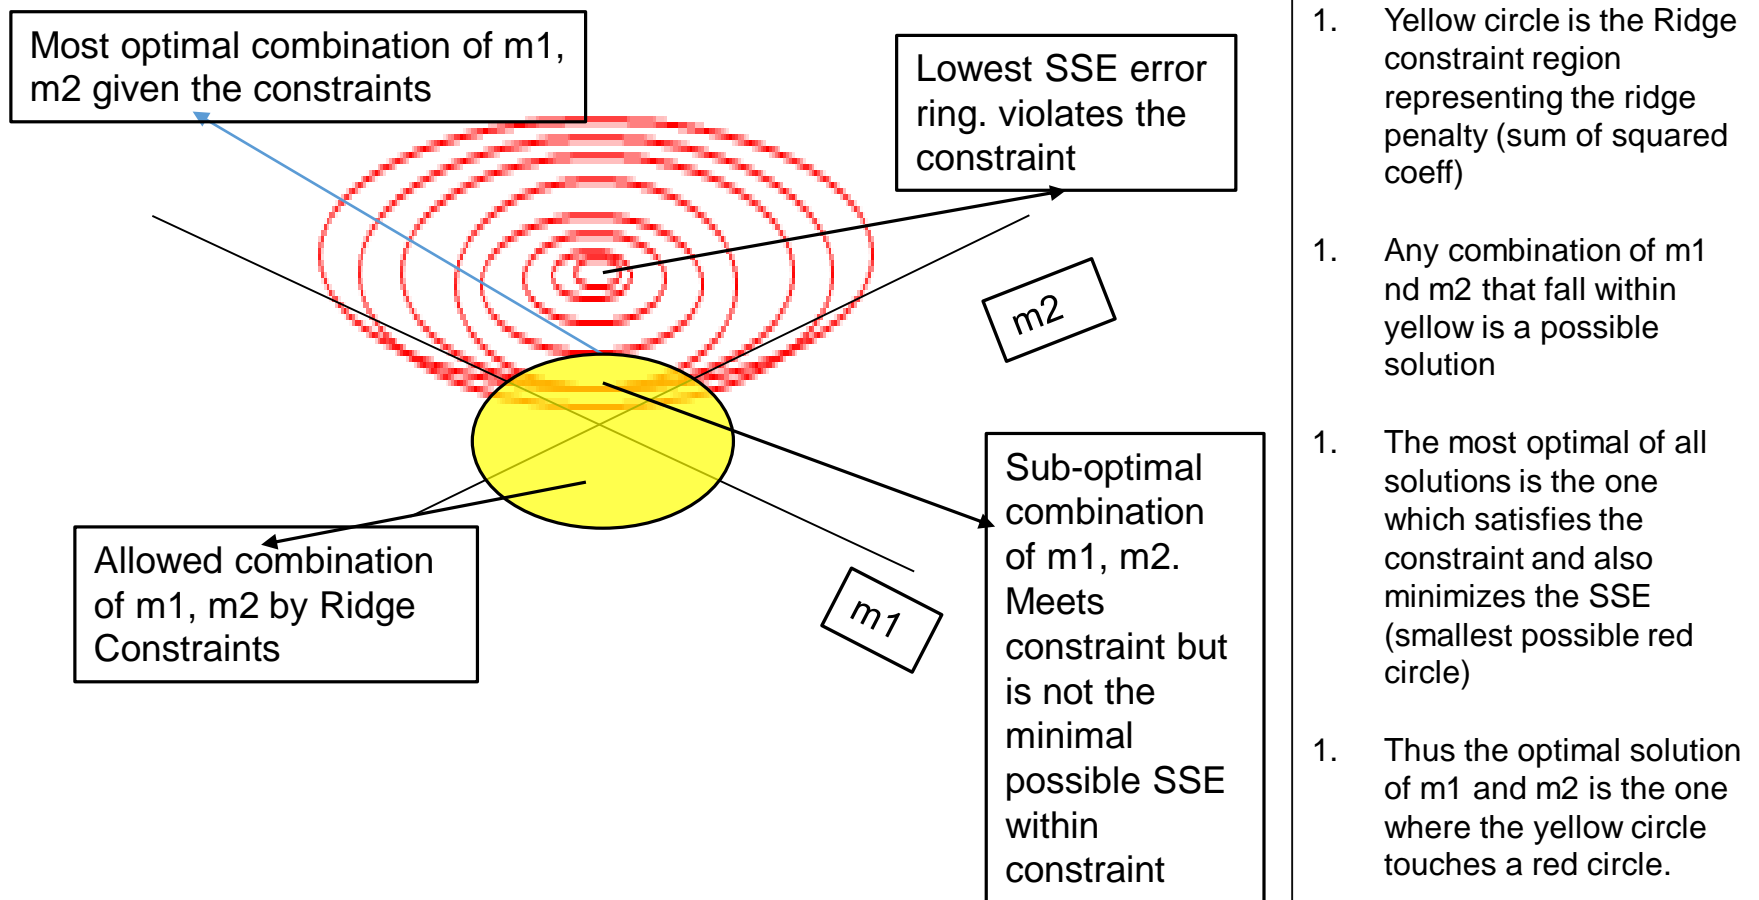 Most optimal combination of m1,
m2 given the constraints
Lowest SSE error
ring. violates the
constraint
m2
Sub-optimal
combination
of m1, m2.
Meets
constraint but
is not the
minimal
possible SSE
within
constraint
Allowed combination
of m1, m2 by Ridge
Constraints
m1
1. Yellow circle is the Ridge
constraint region
representing the ridge
penalty (sum of squared
coeff)
1. Any combination of m1
nd m2 that fall within
yellow is a possible
solution
1. The most optimal of all
solutions is the one
which satisfies the
constraint and also
minimizes the SSE
(smallest possible red
circle)
1. Thus the optimal solution
of m1 and m2 is the one
where the yellow circle
touches a red circle.